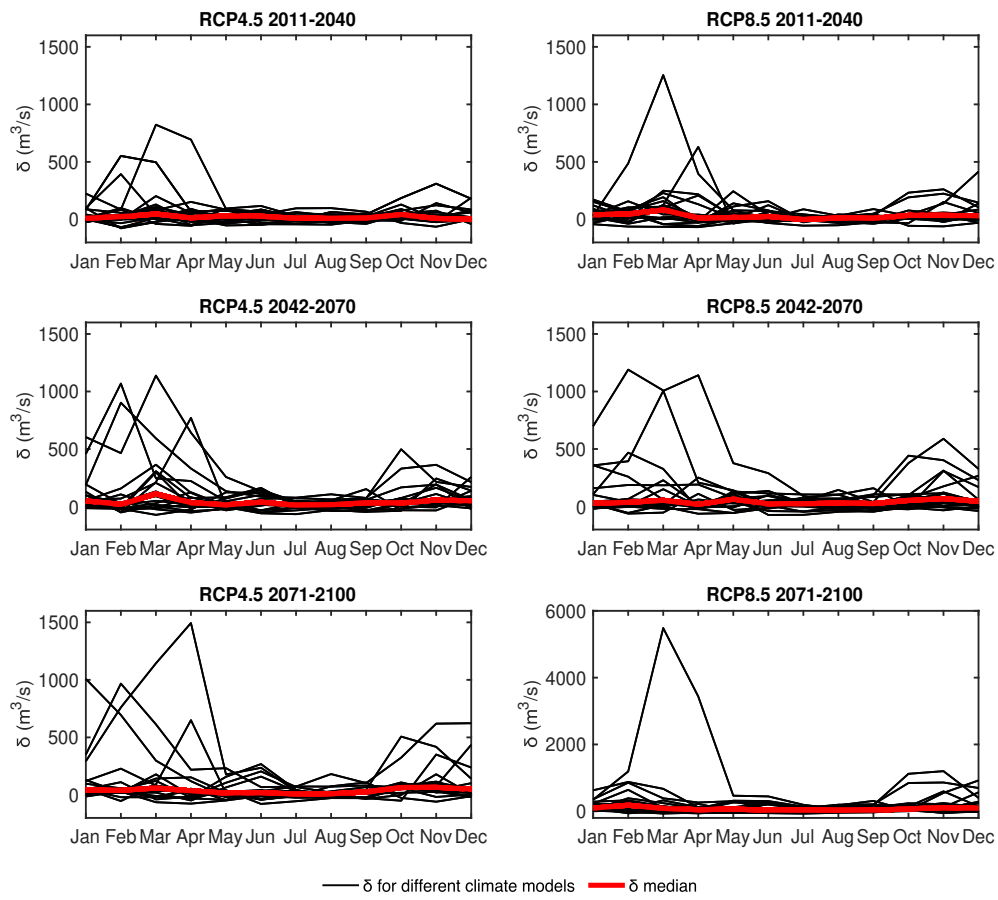 RCP4.5 2011-2040
1500
1000
500
0
δ (m³/s)
Jan Feb Mar Apr May Jun Jul Aug Sep Oct Nov Dec
RCP8.5 2011-2040
1500
1000
500
0
δ (m³/s)
Jan Feb Mar Apr May Jun Jul Aug Sep Oct Nov Dec
RCP4.5 2042-2070
1500
1000
500
0
δ (m³/s)
Jan Feb Mar Apr May Jun Jul Aug Sep Oct Nov Dec
RCP8.5 2042-2070
1500
1000
500
0
δ (m³/s)
Jan Feb Mar Apr May Jun Jul Aug Sep Oct Nov Dec
RCP4.5 2071-2100
1500
1000
500
0
δ (m³/s)
Jan Feb Mar Apr May Jun Jul Aug Sep Oct Nov Dec
RCP8.5 2071-2100
6000
4000
2000
0
δ (m³/s)
Jan Feb Mar Apr May Jun Jul Aug Sep Oct Nov Dec
δ for different climate models δ median